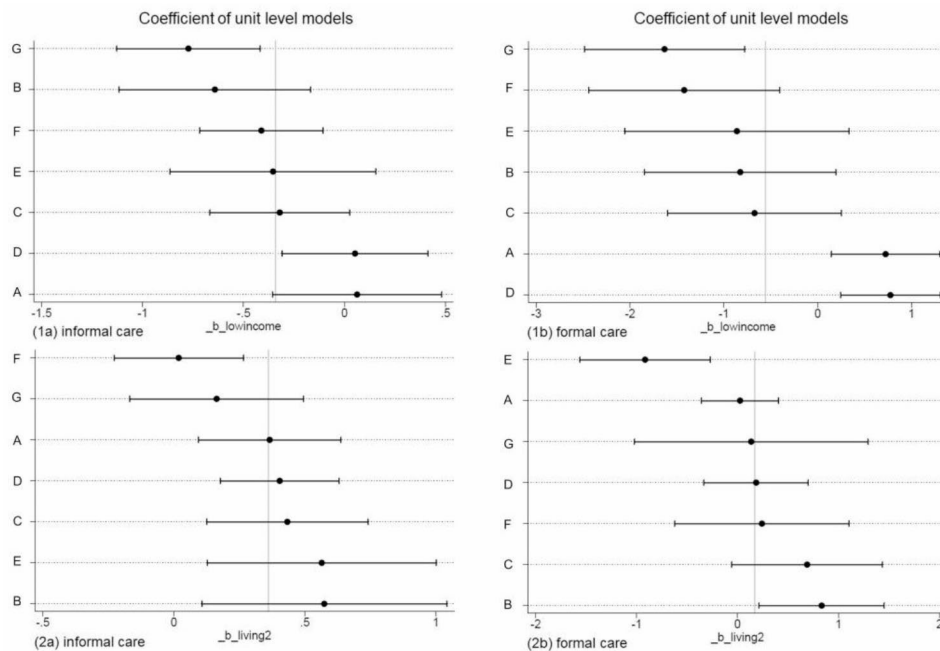 Coefficient of unit level models
G
B
F
E
C
D
A
-1.5 -1 -.5 0 .5
(1a) informal care _b_lowincome
Coefficient of unit level models
G
F
E
B
C
A
D
-3 -2 -1 0 1
(1b) formal care _b_lowincome
F
G
A
D
C
E
B
-.5 0 .5 1
(2a) informal care _b_living2
E
A
G
D
F
C
B
-2 -1 0 1 2
(2b) formal care _b_living2